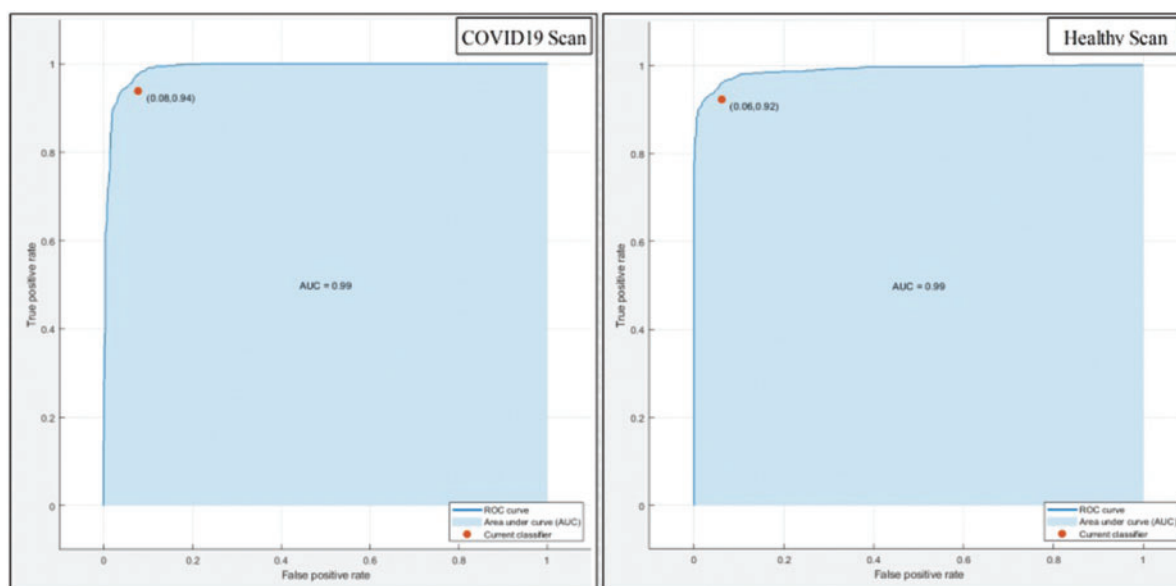 COVID19 Scan
1
(0.08,0.94)
0.8
0.6
True positive rate
AUC = 0.99
0.4
0.2
0
ROC curve
Area under curve (AUC)
Current classifier
0 0.2 0.4 0.6 0.8 1
False positive rate
Healthy Scan
1
(0.06,0.92)
0.8
0.6
True positive rate
AUC = 0.99
0.4
0.2
0
ROC curve
Area under curve (AUC)
Current classifier
0 0.2 0.4 0.6 0.8 1
False positive rate